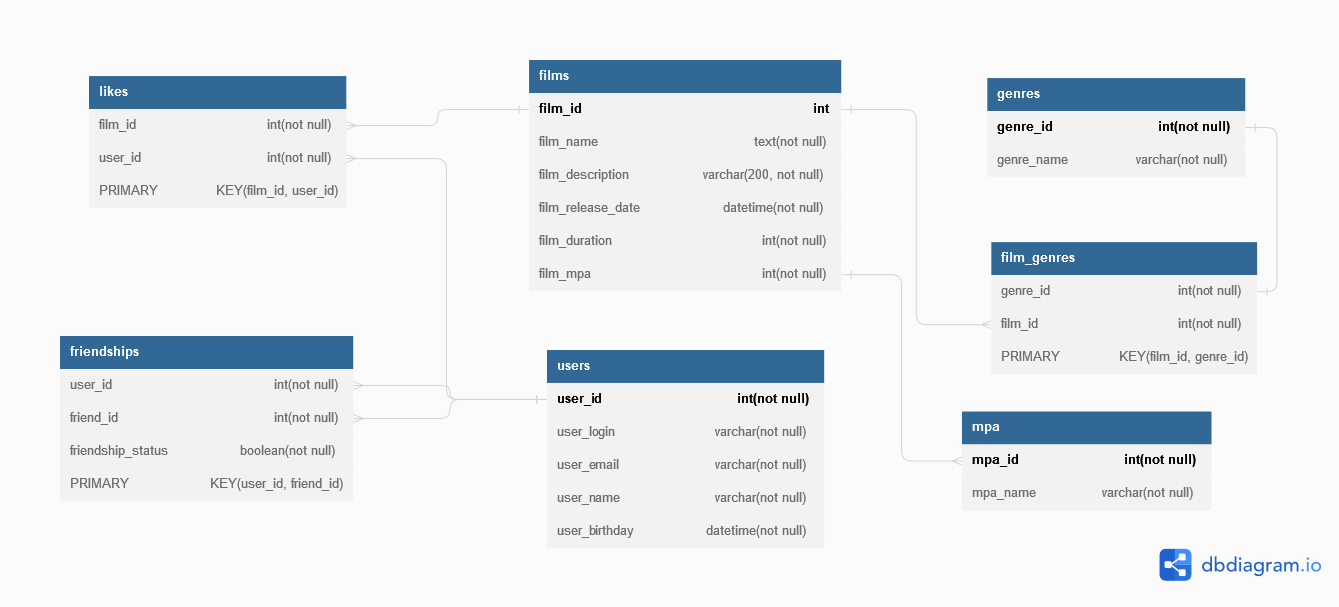 likes
film_id int(not null)
user_id int(not null)
PRIMARY KEY(film_id, user_id)
films
film_id int
film_name text(not null)
film_description varchar(200, not null)
film_release_date datetime(not null)
film_duration int(not null)
film_mpa int(not null)
genres
genre_id int(not null)
genre_name varchar(not null)
film_genres
genre_id int(not null)
film_id int(not null)
PRIMARY KEY(film_id, genre_id)
friendships
user_id int(not null)
friend_id int(not null)
friendship_status boolean(not null)
PRIMARY KEY(user_id, friend_id)
users
user_id int(not null)
user_login varchar(not null)
user_email varchar(not null)
user_name varchar(not null)
user_birthday datetime(not null)
mpa
mpa_id int(not null)
mpa_name varchar(not null)
dbdiagram.io